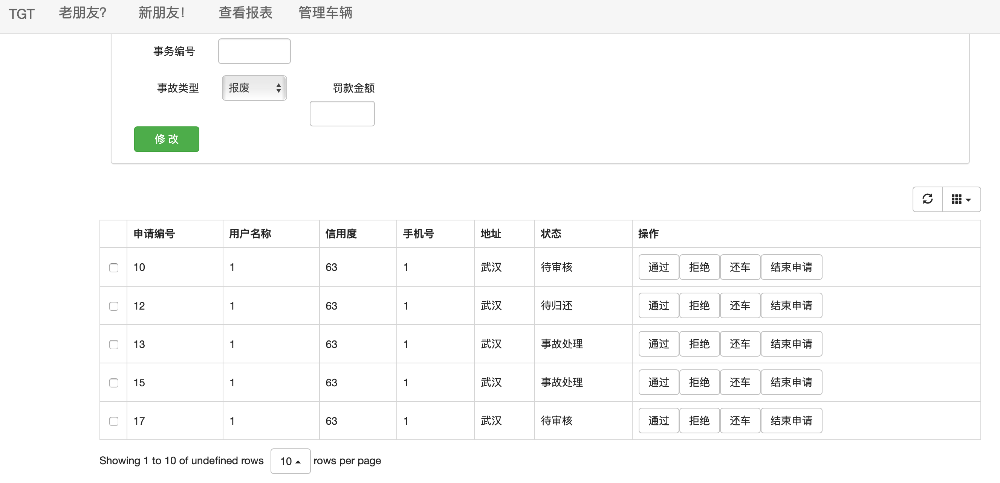 TGT 老朋友? 新朋友! 查看报表 管理车辆
事务编号
事故类型 报废 罚款金额
修 改
申请编号 用户名称 信用度 手机号 地址 状态 操作
10 1 63 1 武汉 待审核 通过 拒绝 还车 结束申请
12 1 63 1 武汉 待归还 通过 拒绝 还车 结束申请
13 1 63 1 武汉 事故处理 通过 拒绝 还车 结束申请
15 1 63 1 武汉 事故处理 通过 拒绝 还车 结束申请
17 1 63 1 武汉 待审核 通过 拒绝 还车 结束申请
Showing 1 to 10 of undefined rows 10 rows per page